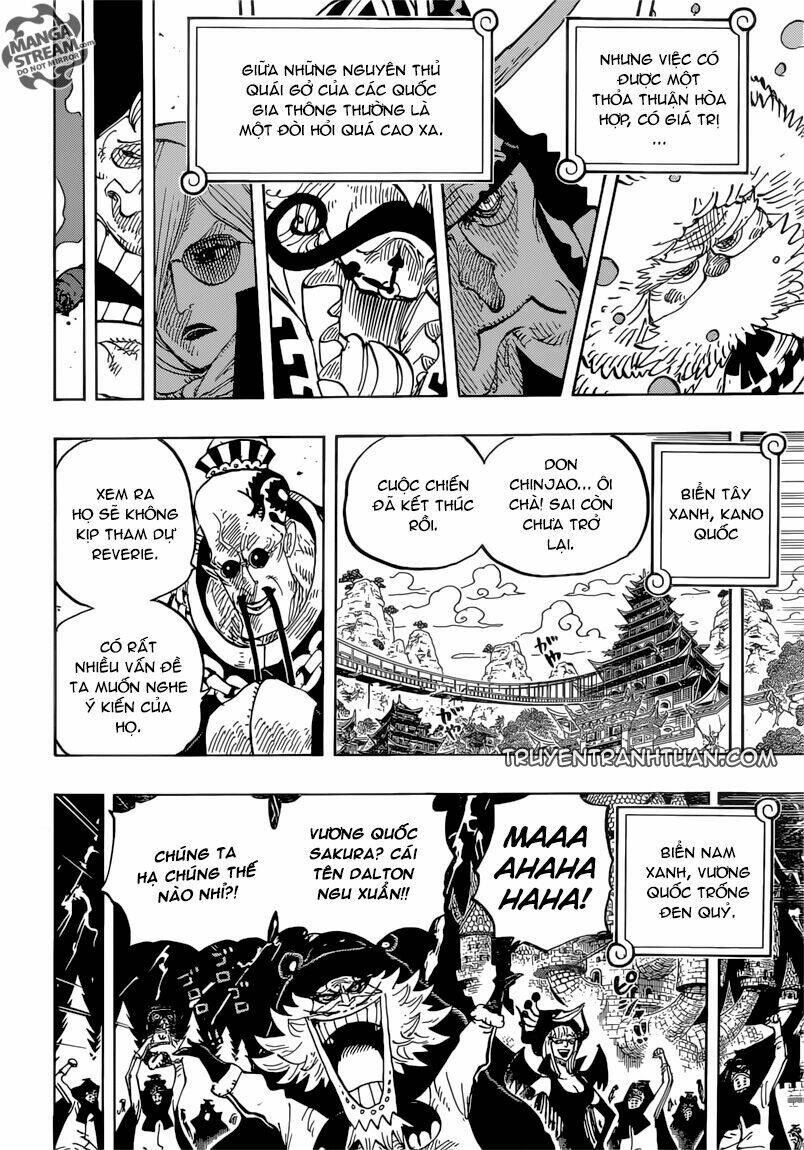 MANGA
STREAM.com
DO NOT MIRROR!
NHƯNG VIỆC CÓ
ĐƯỢC MỘT
THỎA THUẬN HÒA
HỢP, CÓ GIÁ TRỊ
...
GIỮA NHỮNG NGUYÊN THỦ
QUÁI GỞ CỦA CÁC QUỐC
GIA THÔNG THƯỜNG LÀ
MỘT ĐÒI HỎI QUÁ CAO XA.
BIỂN TÂY
XANH, KANO
QUỐC
DON
CHINJAO... ÔI
CHÀ! SAI CÒN
CHƯA TRỞ
LẠI.
CUỘC CHIẾN
ĐÃ KẾT THÚC
RỒI.
XEM RA
HỌ SẼ KHÔNG
KỊP THAM DỰ
REVERIE.
CÓ RẤT
NHIỀU VẤN ĐỀ
TA MUỐN NGHE
Ý KIẾN CỦA
HỌ.
TRUYENTRANHTUAN.COM
BIỂN NAM
XANH, VƯƠNG
QUỐC TRỐNG
ĐEN QUỶ.
MAAA
AHAHA
HAHA!
VƯƠNG QUỐC
SAKURA? CÁI
TÊN DALTON
NGU XUẨN!!
CHÚNG TA
HẠ CHÚNG THẾ
NÀO NHỈ?!